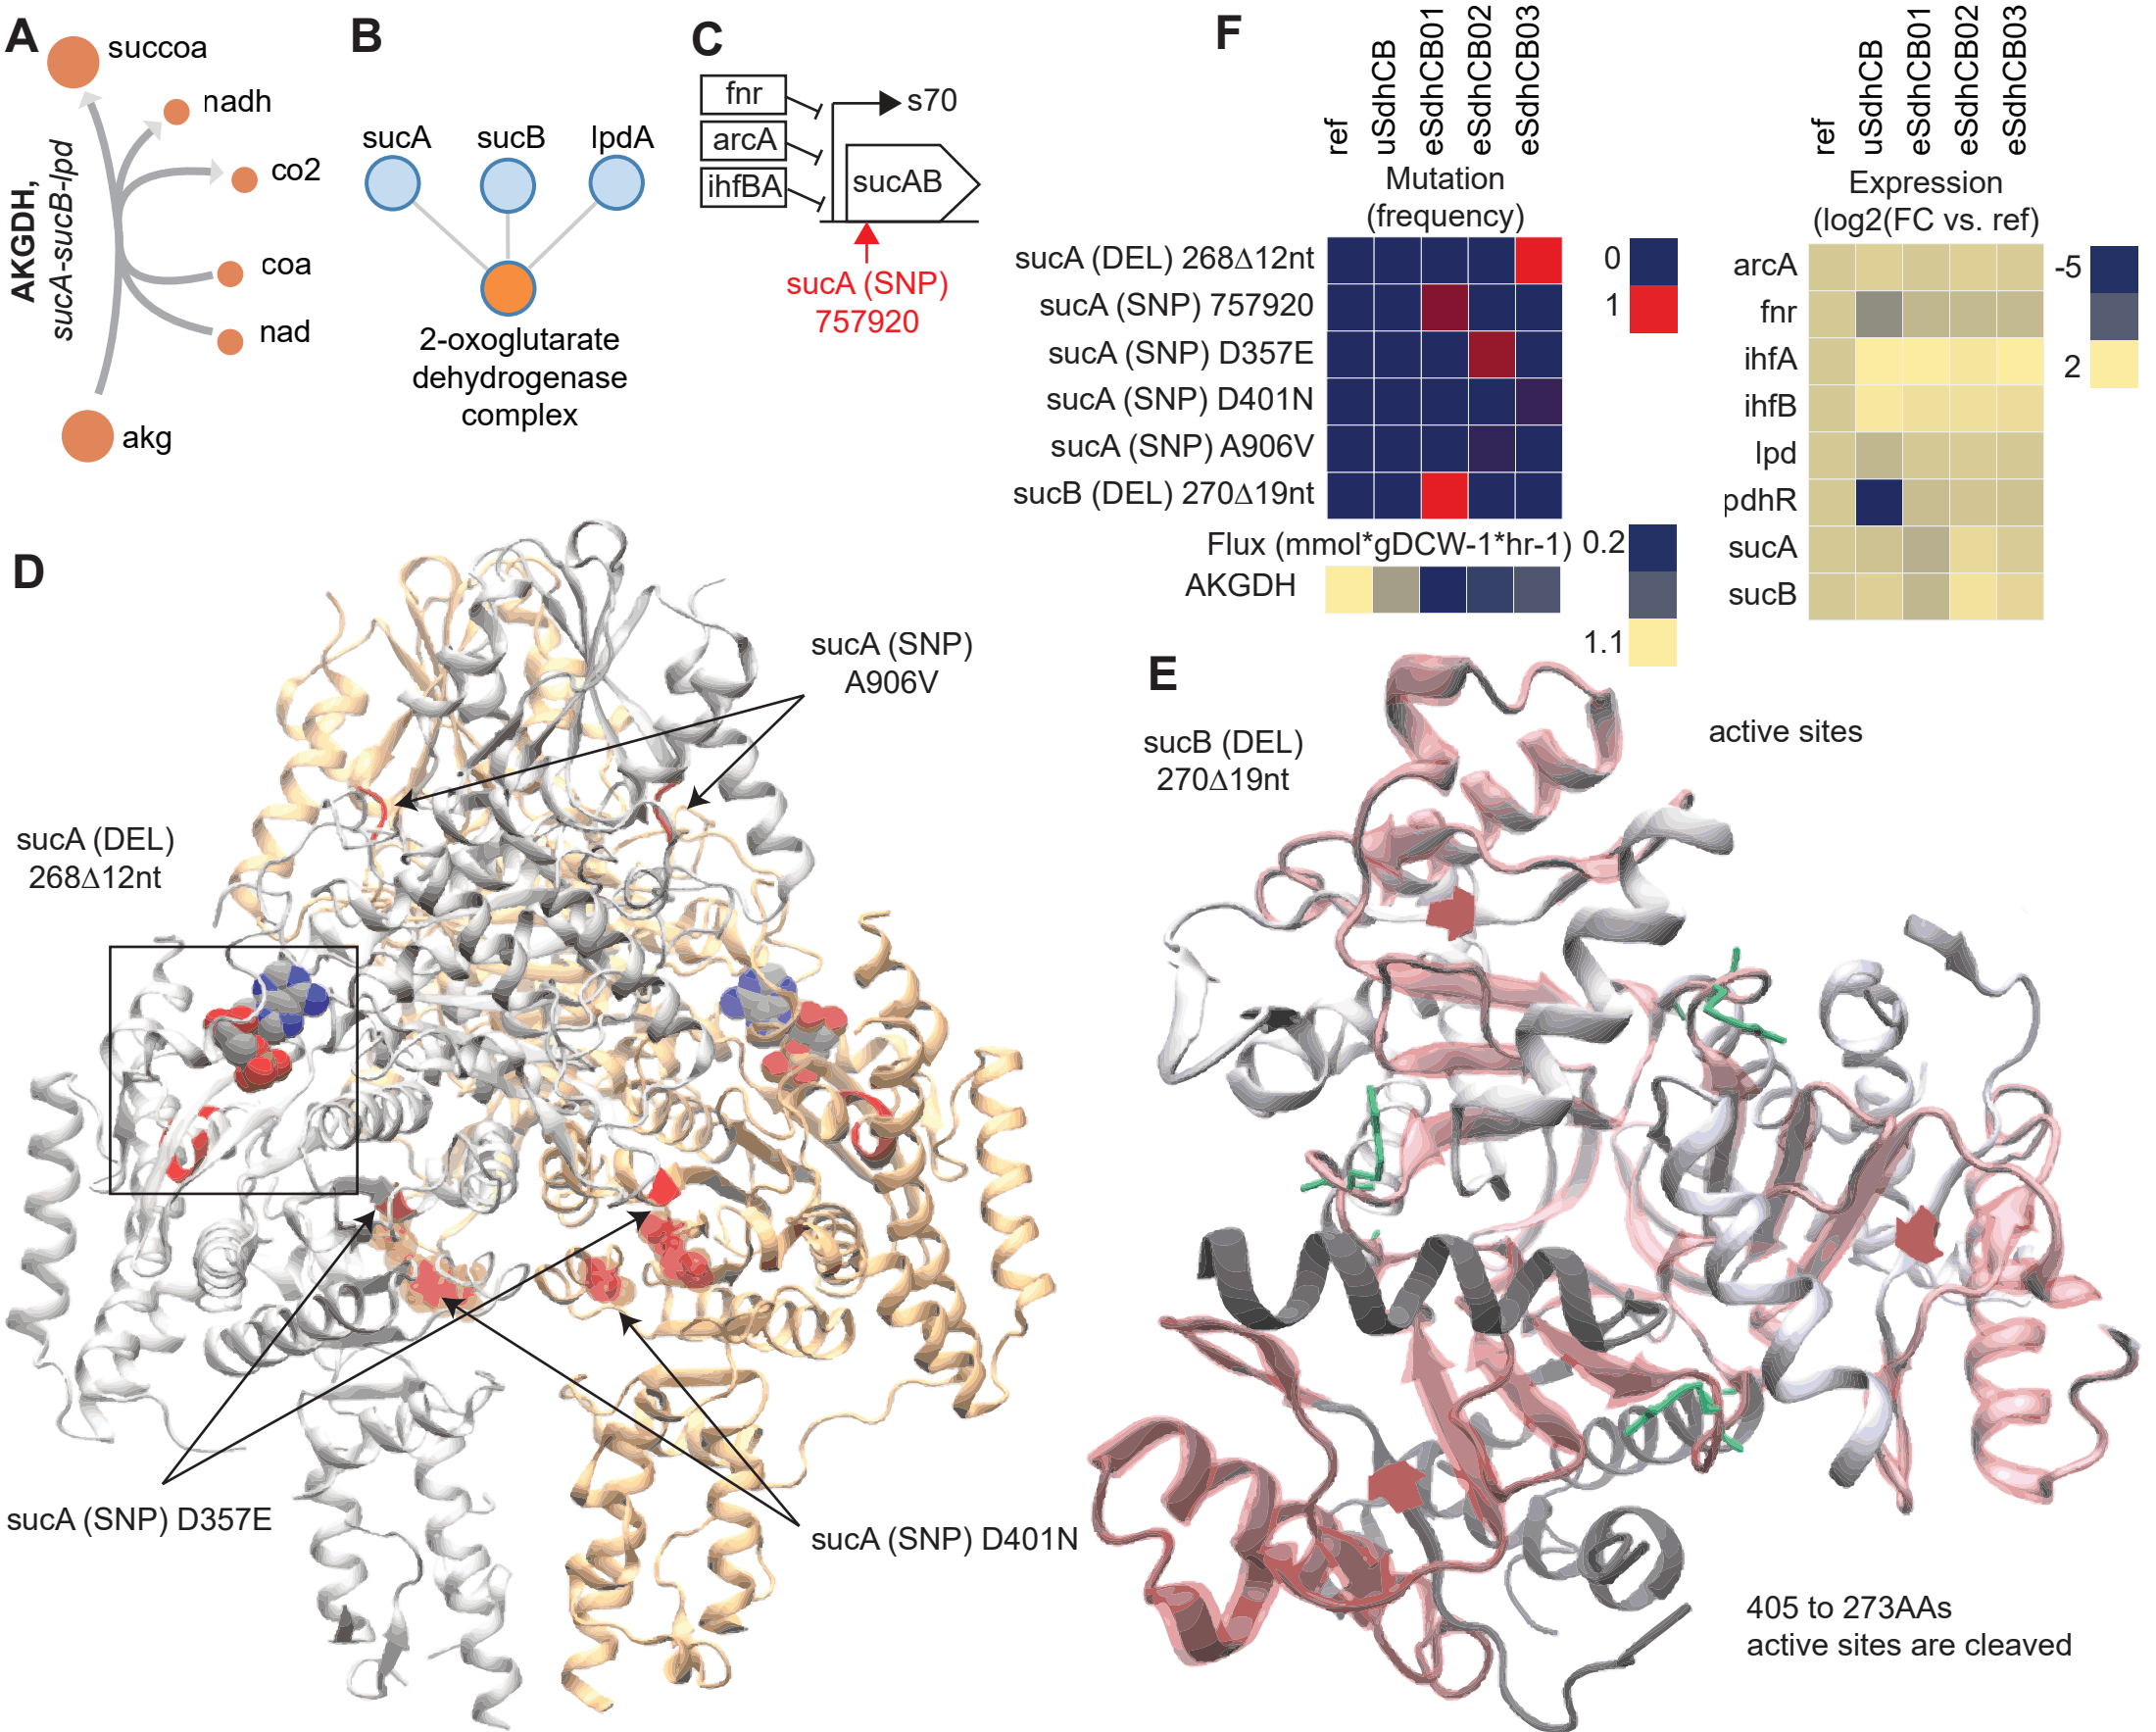 A
succoa
nadh
co2
coa
nad
akg
AKGDH,
sucA-sucB-lpd
B
sucA
sucB
lpdA
2-oxoglutarate
dehydrogenase
complex
C
fnr
arcA
ihfBA
s70
sucAB
sucA (SNP)
757920
F
ref
uSdhCB
eSdhCB01
eSdhCB02
eSdhCB03
Mutation
(frequency)
sucA (DEL) 268Δ12nt
sucA (SNP) 757920
sucA (SNP) D357E
sucA (SNP) D401N
sucA (SNP) A906V
sucB (DEL) 270Δ19nt
0
1
Flux (mmol*gDCW-1*hr-1)
AKGDH
0.2
1.1
ref
uSdhCB
eSdhCB01
eSdhCB02
eSdhCB03
Expression
(log2(FC vs. ref)
arcA
fnr
ihfA
ihfB
lpd
pdhR
sucA
sucB
-5
2
D
sucA (SNP)
A906V
sucA (DEL)
268Δ12nt
sucA (SNP) D357E
sucA (SNP) D401N
E
sucB (DEL)
270Δ19nt
active sites
405 to 273AAs
active sites are cleaved